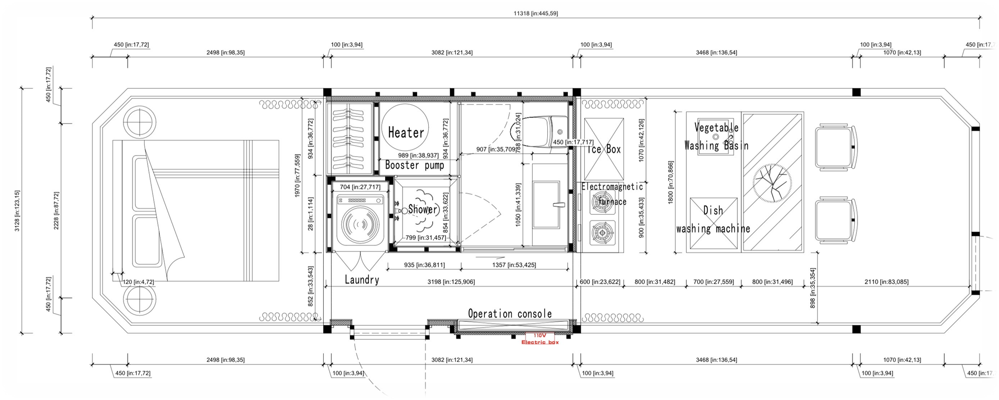 11318 [in:445,59]
450 [in:17,72]
100 [in:3,94]
100 [in:3,94]
100 [in:3,94]
450 [in:17,7
2498 [in:98,35]
3082 [in:121,34]
3468 [in:136,54]
1070 [in:42,13]
450 [in:17,72]
3128 [in:123,15]
2228 [in:87,72]
450 [in:17,72]
1970 [in:77,559]
934 [in:36,772]
28 [in:1,114]
852 [in:33,543]
120 [in:4,72]
Heater
989 [in:38,937]
Booster pump
934 [in:36,772]
704 [in:27,717]
Shower
854 [in:33,622]
799 [in:31,457]
907 [in:35,709]
788 [in:31,024]
450 [in:17,717]
1050 [in:41,339]
Ice Box
1070 [in:42,126]
Electromagnetic
furnace
900 [in:35,433]
1800 [in:70,866]
Vegetable
Washing Basin
Dish
washing machine
935 [in:36,811]
1357 [in:53,425]
Laundry
3198 [in:125,906]
600 [in:23,622]
800 [in:31,482]
700 [in:27,559]
800 [in:31,496]
2110 [in:83,085]
898 [in:35,354]
Operation console
110V
Electric box
2498 [in:98,35]
3082 [in:121,34]
3468 [in:136,54]
1070 [in:42,13]
450 [in:17,72]
100 [in:3,94]
100 [in:3,94]
100 [in:3,94]
450 [in:17,